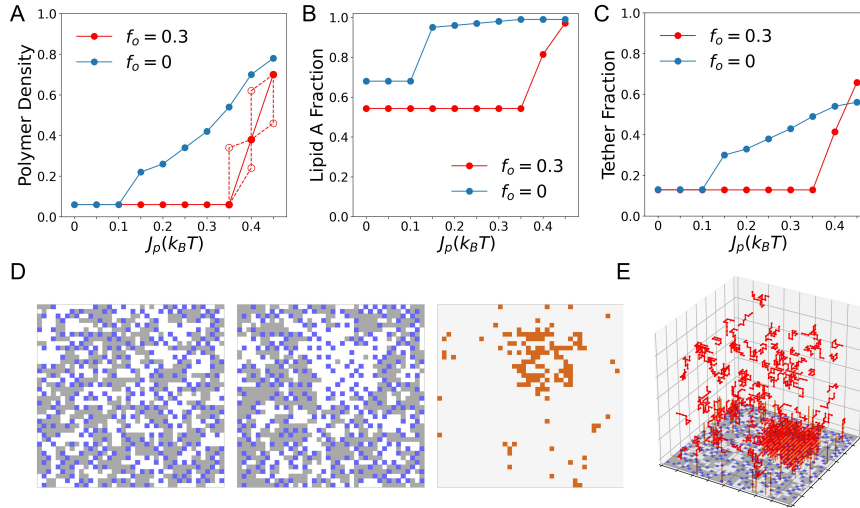 A
f_o = 0.3
f_o = 0
Polymer Density
1.0
0.8
0.6
0.4
0.2
0.0
0 0.1 0.2 0.3 0.4
J_p(k_BT)
B
Lipid A Fraction
1.0
0.8
0.6
0.4
0.2
0.0
f_o = 0.3
f_o = 0
0 0.1 0.2 0.3 0.4
J_p(k_BT)
C
f_o = 0.3
f_o = 0
Tether Fraction
1.0
0.8
0.6
0.4
0.2
0.0
0 0.1 0.2 0.3 0.4
J_p(k_BT)
D
E